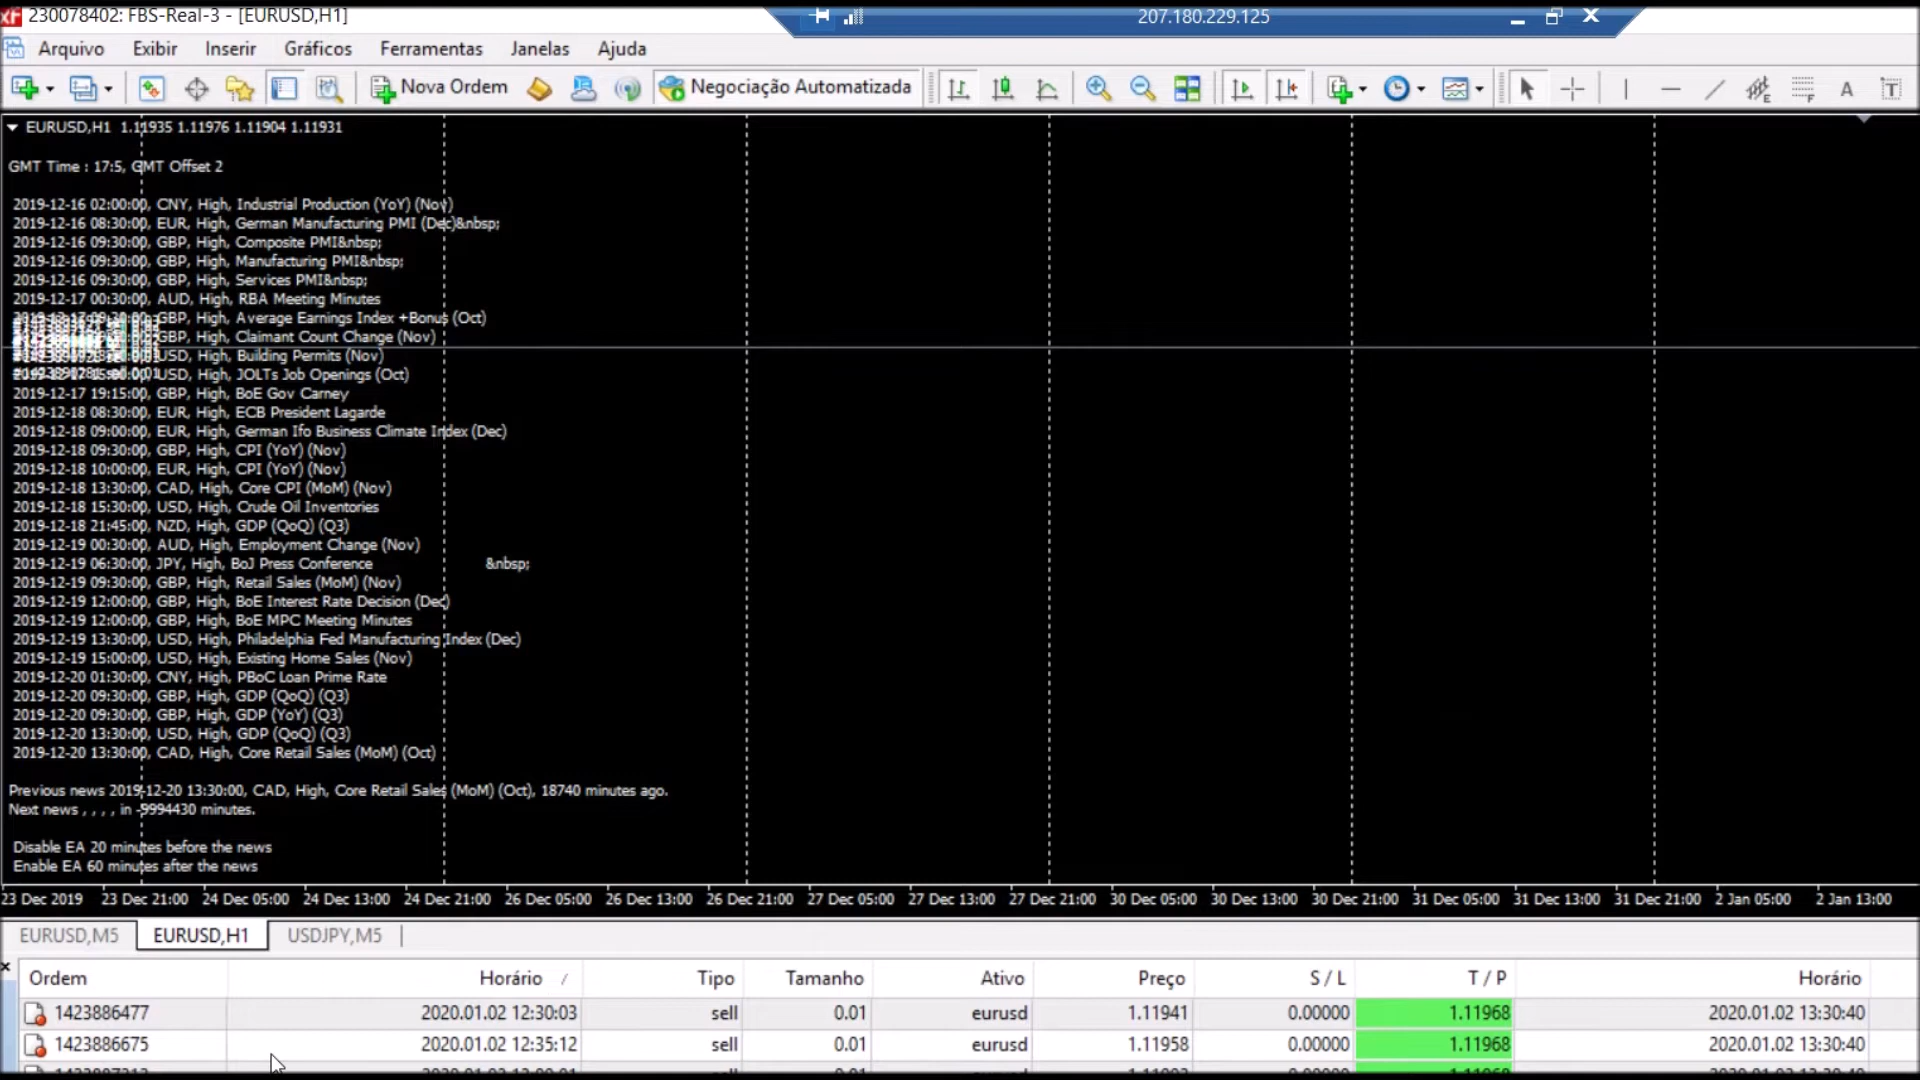 230078402: FBS-Real-3 - [EURUSD,H1]
207.180.229.125
Arquivo Exibir Inserir Gráficos Ferramentas Janelas Ajuda
Nova Ordem Negociação Automatizada
EURUSD,H1 1.11935 1.11976 1.11904 1.11931
GMT Time : 17:5, GMT Offset 2
2019-12-16 02:00:00, CNY, High, Industrial Production (YoY) (Nov)
2019-12-16 08:30:00, EUR, High, German Manufacturing PMI (Dec)&nbsp;
2019-12-16 09:30:00, GBP, High, Composite PMI&nbsp;
2019-12-16 09:30:00, GBP, High, Manufacturing PMI&nbsp;
2019-12-16 09:30:00, GBP, High, Services PMI&nbsp;
2019-12-17 00:30:00, AUD, High, RBA Meeting Minutes
GBP, High, Average Earnings Index +Bonus (Oct)
GBP, High, Claimant Count Change (Nov)
USD, High, Building Permits (Nov)
USD, High, JOLTs Job Openings (Oct)
2019-12-17 19:15:00, GBP, High, BoE Gov Carney
2019-12-18 08:30:00, EUR, High, ECB President Lagarde
2019-12-18 09:00:00, EUR, High, German Ifo Business Climate Index (Dec)
2019-12-18 09:30:00, GBP, High, CPI (YoY) (Nov)
2019-12-18 10:00:00, EUR, High, CPI (YoY) (Nov)
2019-12-18 13:30:00, CAD, High, Core CPI (MoM) (Nov)
2019-12-18 15:30:00, USD, High, Crude Oil Inventories
2019-12-18 21:45:00, NZD, High, GDP (QoQ) (Q3)
2019-12-19 00:30:00, AUD, High, Employment Change (Nov)
2019-12-19 06:30:00, JPY, High, BoJ Press Conference &nbsp;
2019-12-19 09:30:00, GBP, High, Retail Sales (MoM) (Nov)
2019-12-19 12:00:00, GBP, High, BoE Interest Rate Decision (Dec)
2019-12-19 12:00:00, GBP, High, BoE MPC Meeting Minutes
2019-12-19 13:30:00, USD, High, Philadelphia Fed Manufacturing Index (Dec)
2019-12-19 15:00:00, USD, High, Existing Home Sales (Nov)
2019-12-20 01:30:00, CNY, High, PBoC Loan Prime Rate
2019-12-20 09:30:00, GBP, High, GDP (QoQ) (Q3)
2019-12-20 09:30:00, GBP, High, GDP (YoY) (Q3)
2019-12-20 13:30:00, USD, High, GDP (QoQ) (Q3)
2019-12-20 13:30:00, CAD, High, Core Retail Sales (MoM) (Oct)
Previous news 2019-12-20 13:30:00, CAD, High, Core Retail Sales (MoM) (Oct), 18740 minutes ago.
Next news , , , , in -9994430 minutes.
Disable EA 20 minutes before the news
Enable EA 60 minutes after the news
23 Dec 2019 23 Dec 21:00 24 Dec 05:00 24 Dec 13:00 24 Dec 21:00 26 Dec 05:00 26 Dec 13:00 26 Dec 21:00 27 Dec 05:00 27 Dec 13:00 27 Dec 21:00 30 Dec 05:00 30 Dec 13:00 30 Dec 21:00 31 Dec 05:00 31 Dec 13:00 31 Dec 21:00 2 Jan 05:00 2 Jan 13:00
EURUSD,M5 EURUSD,H1 USDJPY,M5
Ordem Horário / Tipo Tamanho Ativo Preço S / L T / P Horário
1423886477 2020.01.02 12:30:03 sell 0.01 eurusd 1.11941 0.00000 1.11968 2020.01.02 13:30:40
1423886675 2020.01.02 12:35:12 sell 0.01 eurusd 1.11958 0.00000 1.11968 2020.01.02 13:30:40